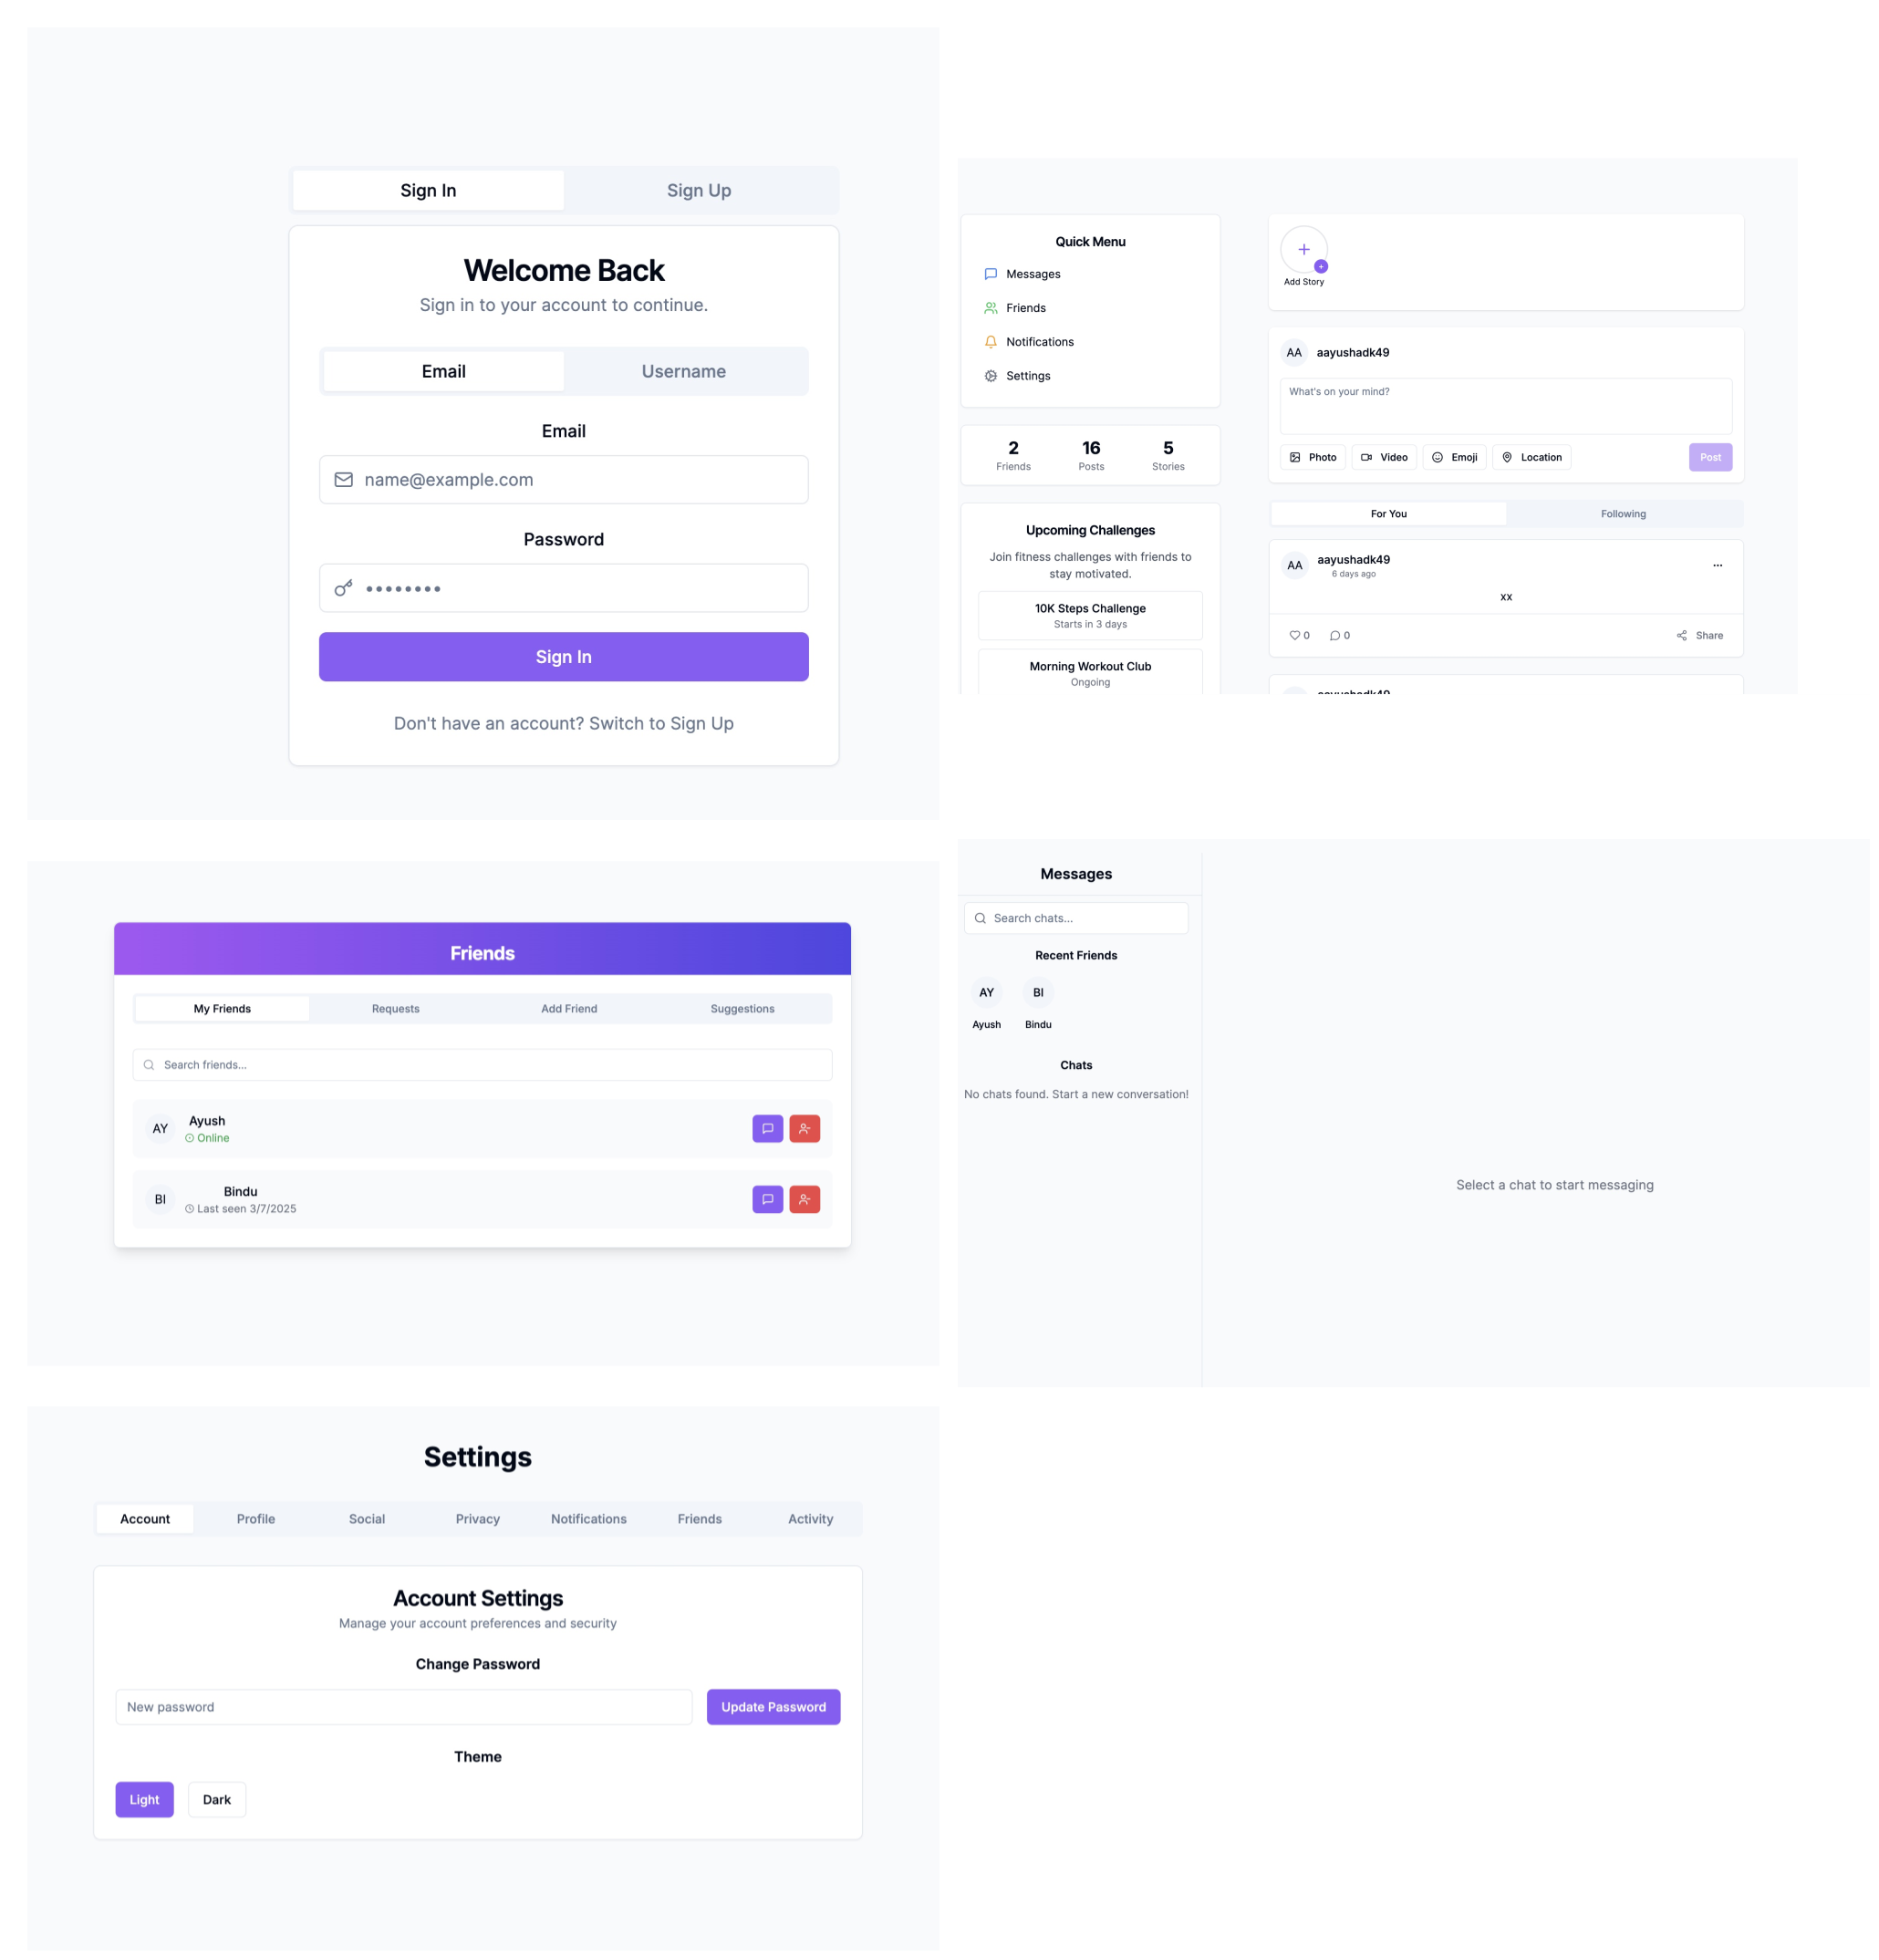 Sign In
Sign Up
Welcome Back
Sign in to your account to continue.
Email
Username
Email
name@example.com
Password
••••••••
Sign In
Don't have an account? Switch to Sign Up
Quick Menu
Messages
Friends
Notifications
Settings
2
16
5
Friends
Posts
Stories
Upcoming Challenges
Join fitness challenges with friends to
stay motivated.
10K Steps Challenge
Starts in 3 days
Morning Workout Club
Ongoing
Add Story
AA
aayushadk49
What's on your mind?
Photo
Video
Emoji
Location
Post
For You
Following
AA
aayushadk49
6 days ago
xx
0
0
Share
aayushadk49
Friends
My Friends
Requests
Add Friend
Suggestions
Search friends...
AY
Ayush
Online
BI
Bindu
Last seen 3/7/2025
Messages
Search chats...
Recent Friends
AY
BI
Ayush
Bindu
Chats
No chats found. Start a new conversation!
Select a chat to start messaging
Settings
Account
Profile
Social
Privacy
Notifications
Friends
Activity
Account Settings
Manage your account preferences and security
Change Password
New password
Update Password
Theme
Light
Dark